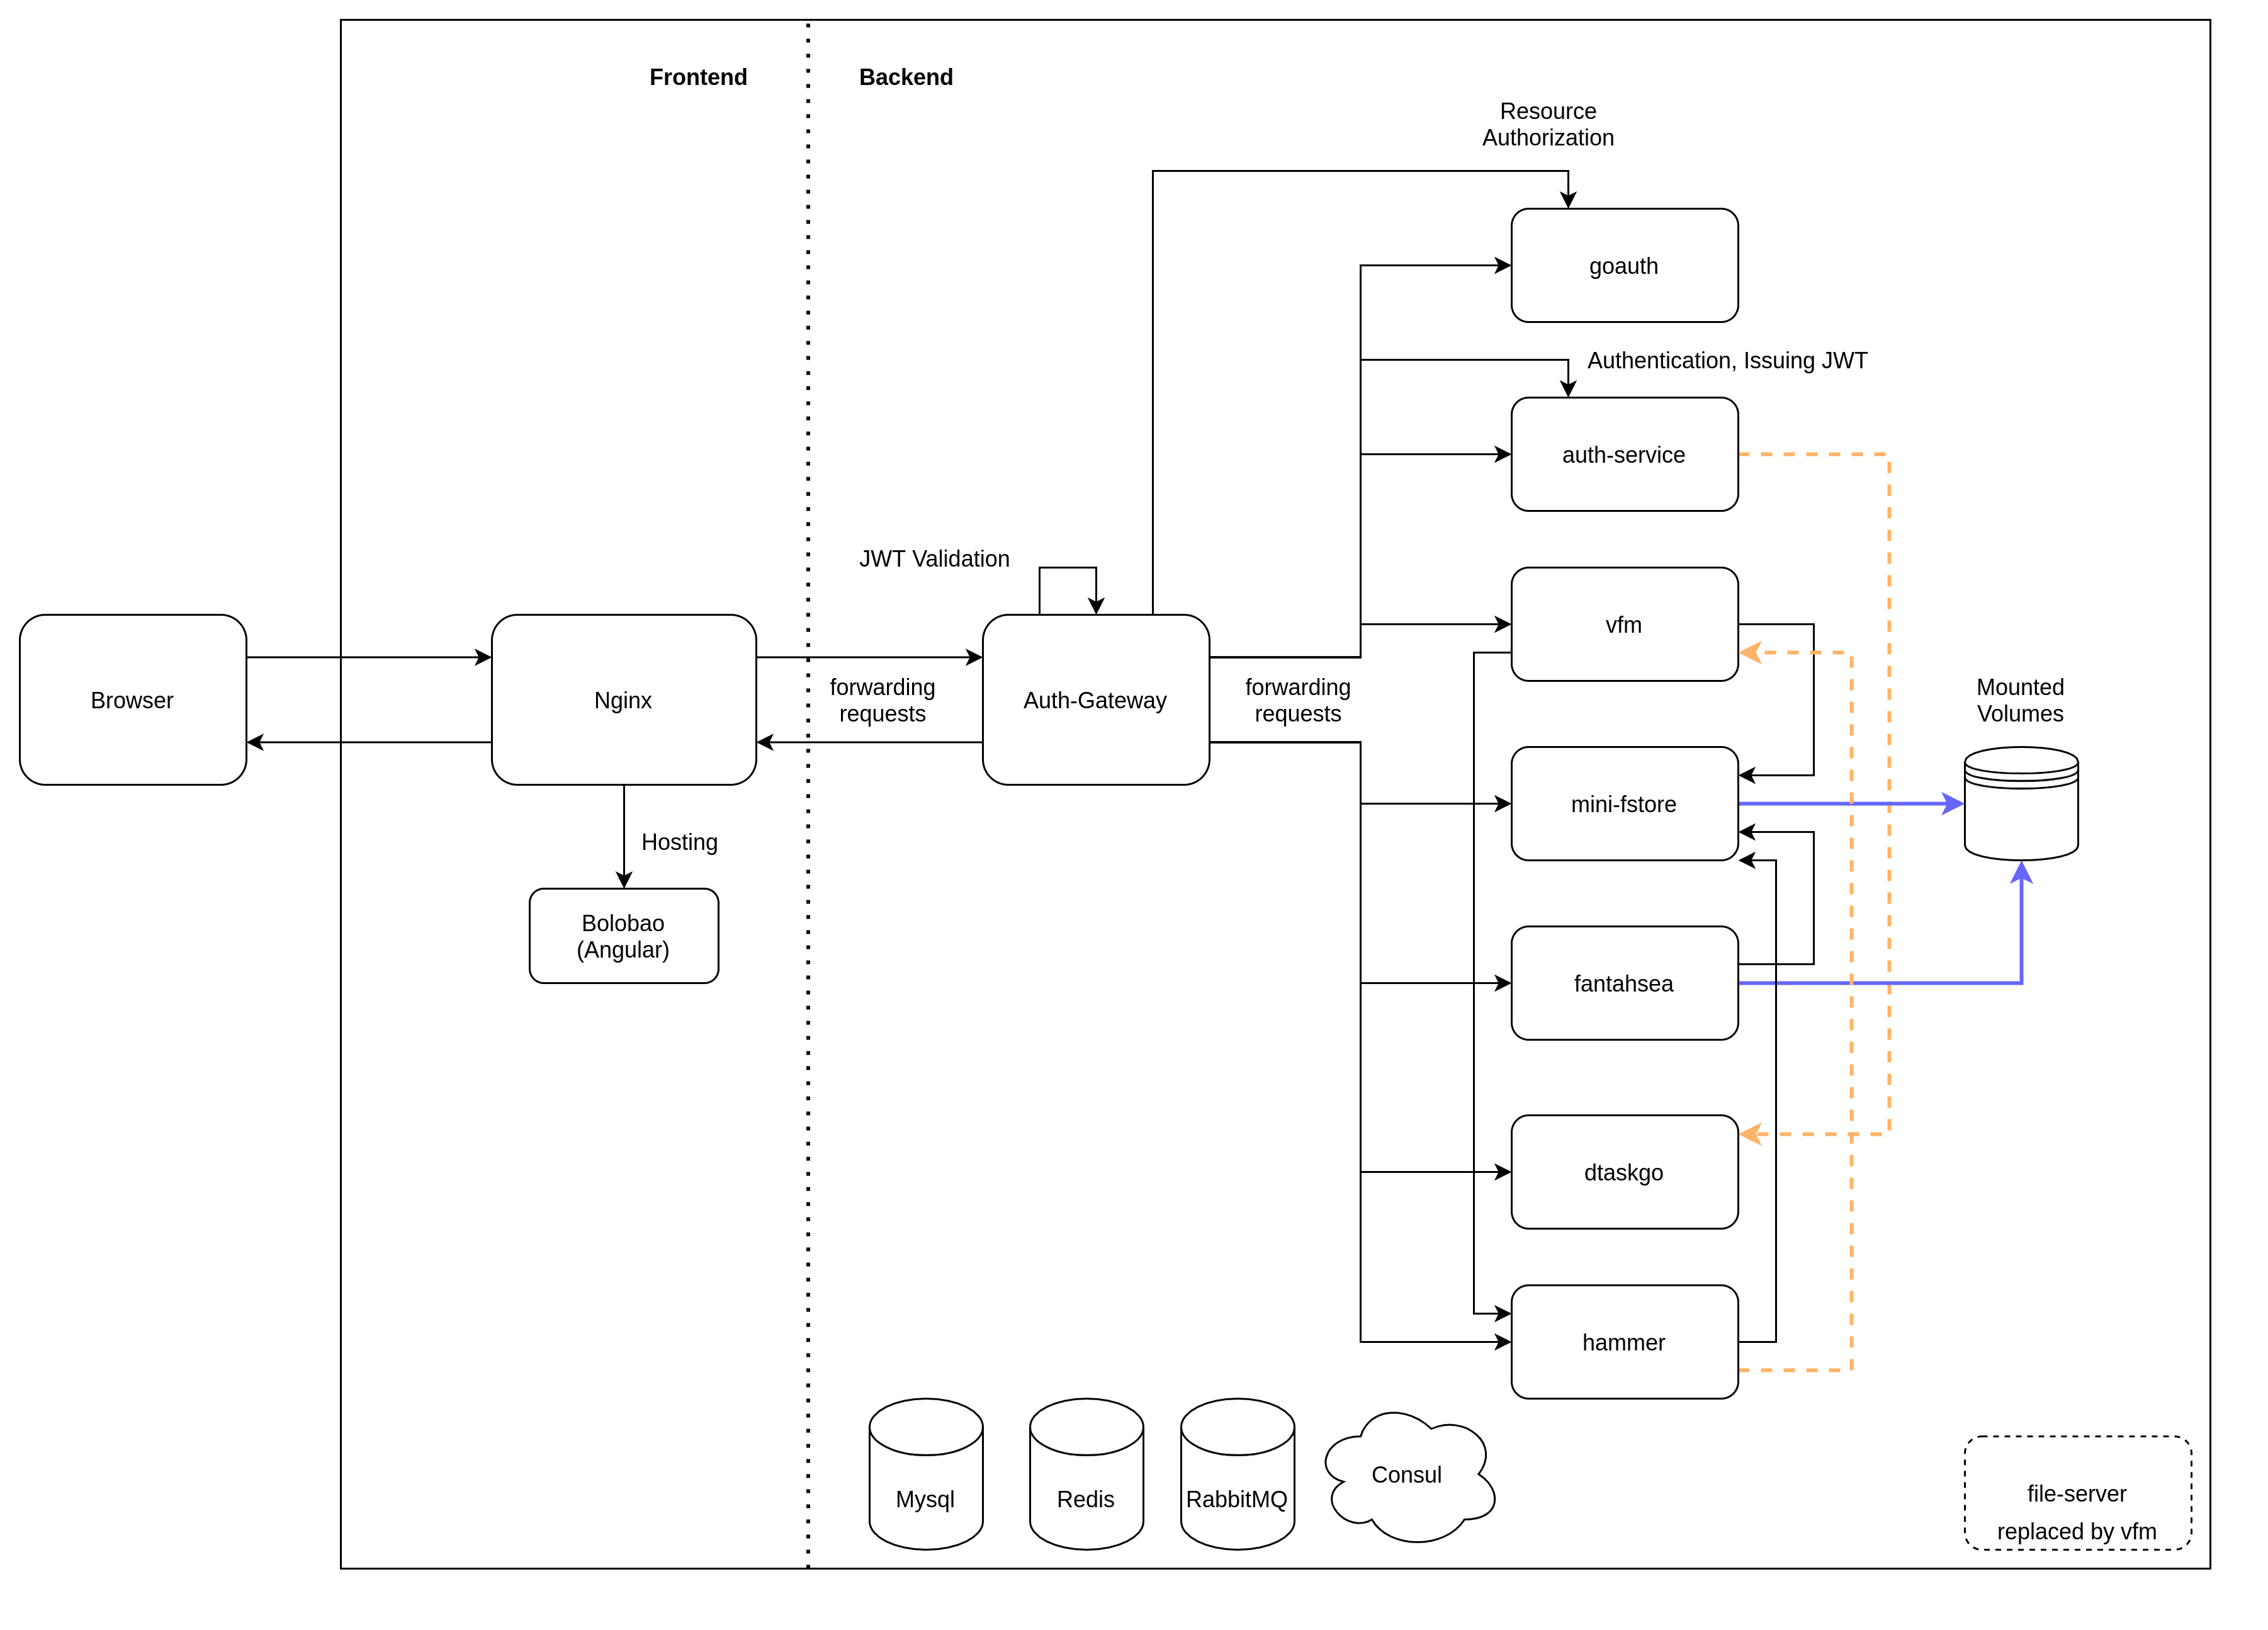 Frontend
Backend
Resource
Authorization
goauth
Authentication, Issuing JWT
auth-service
JWT Validation
vfm
Browser
Nginx
forwarding
requests
Auth-Gateway
forwarding
requests
Mounted
Volumes
mini-fstore
Hosting
Bolobao
(Angular)
fantahsea
dtaskgo
hammer
Mysql
Redis
RabbitMQ
Consul
file-server
replaced by vfm